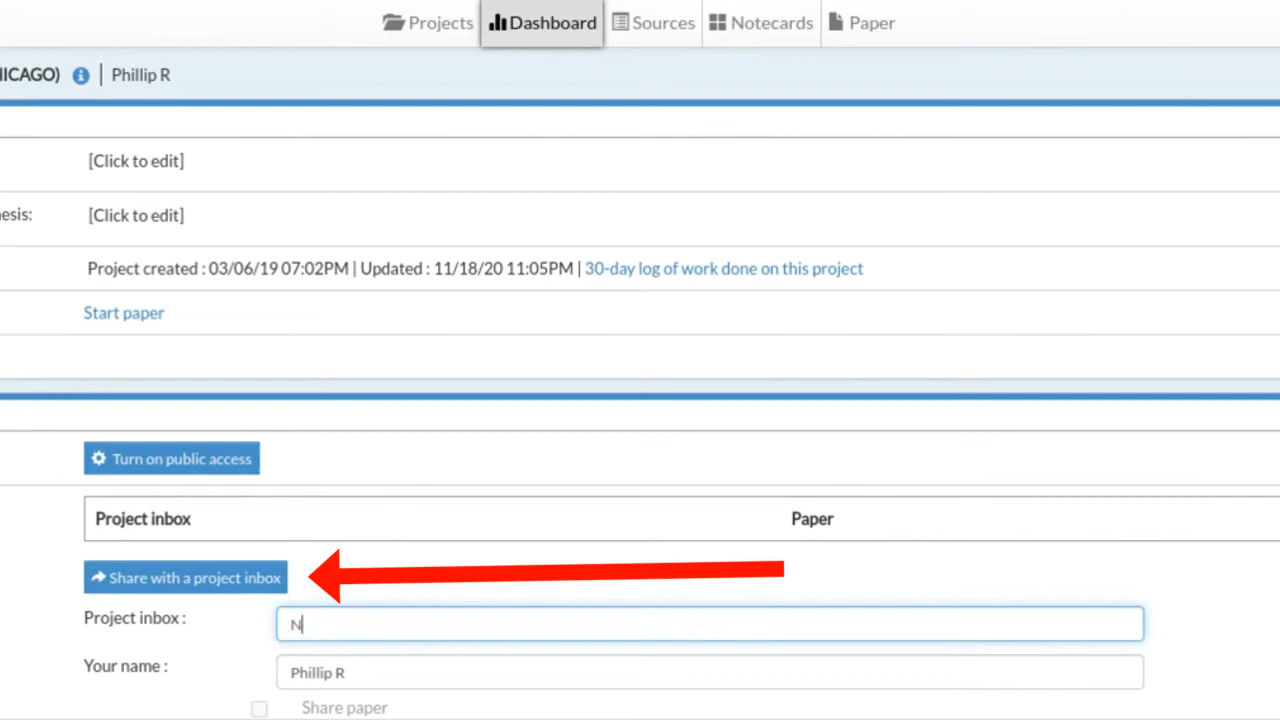 Projects Dashboard Sources Notecards Paper
HICAGO) Phillip R
[Click to edit]
esis: [Click to edit]
Project created : 03/06/19 07:02PM | Updated : 11/18/20 11:05PM | 30-day log of work done on this project
Start paper
Turn on public access
Project inbox Paper
Share with a project inbox
Project inbox : N
Your name : Phillip R
Share paper